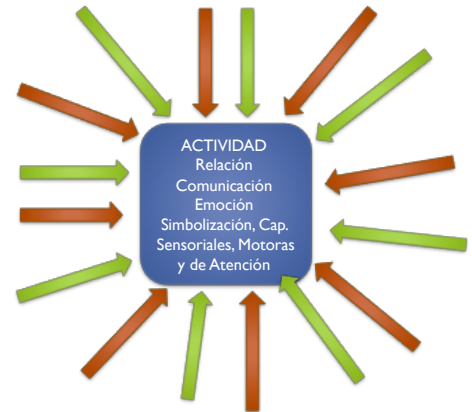 ACTIVIDAD
Relación
Comunicación
Emoción
Simbolización, Cap.
Sensoriales, Motoras
y de Atención